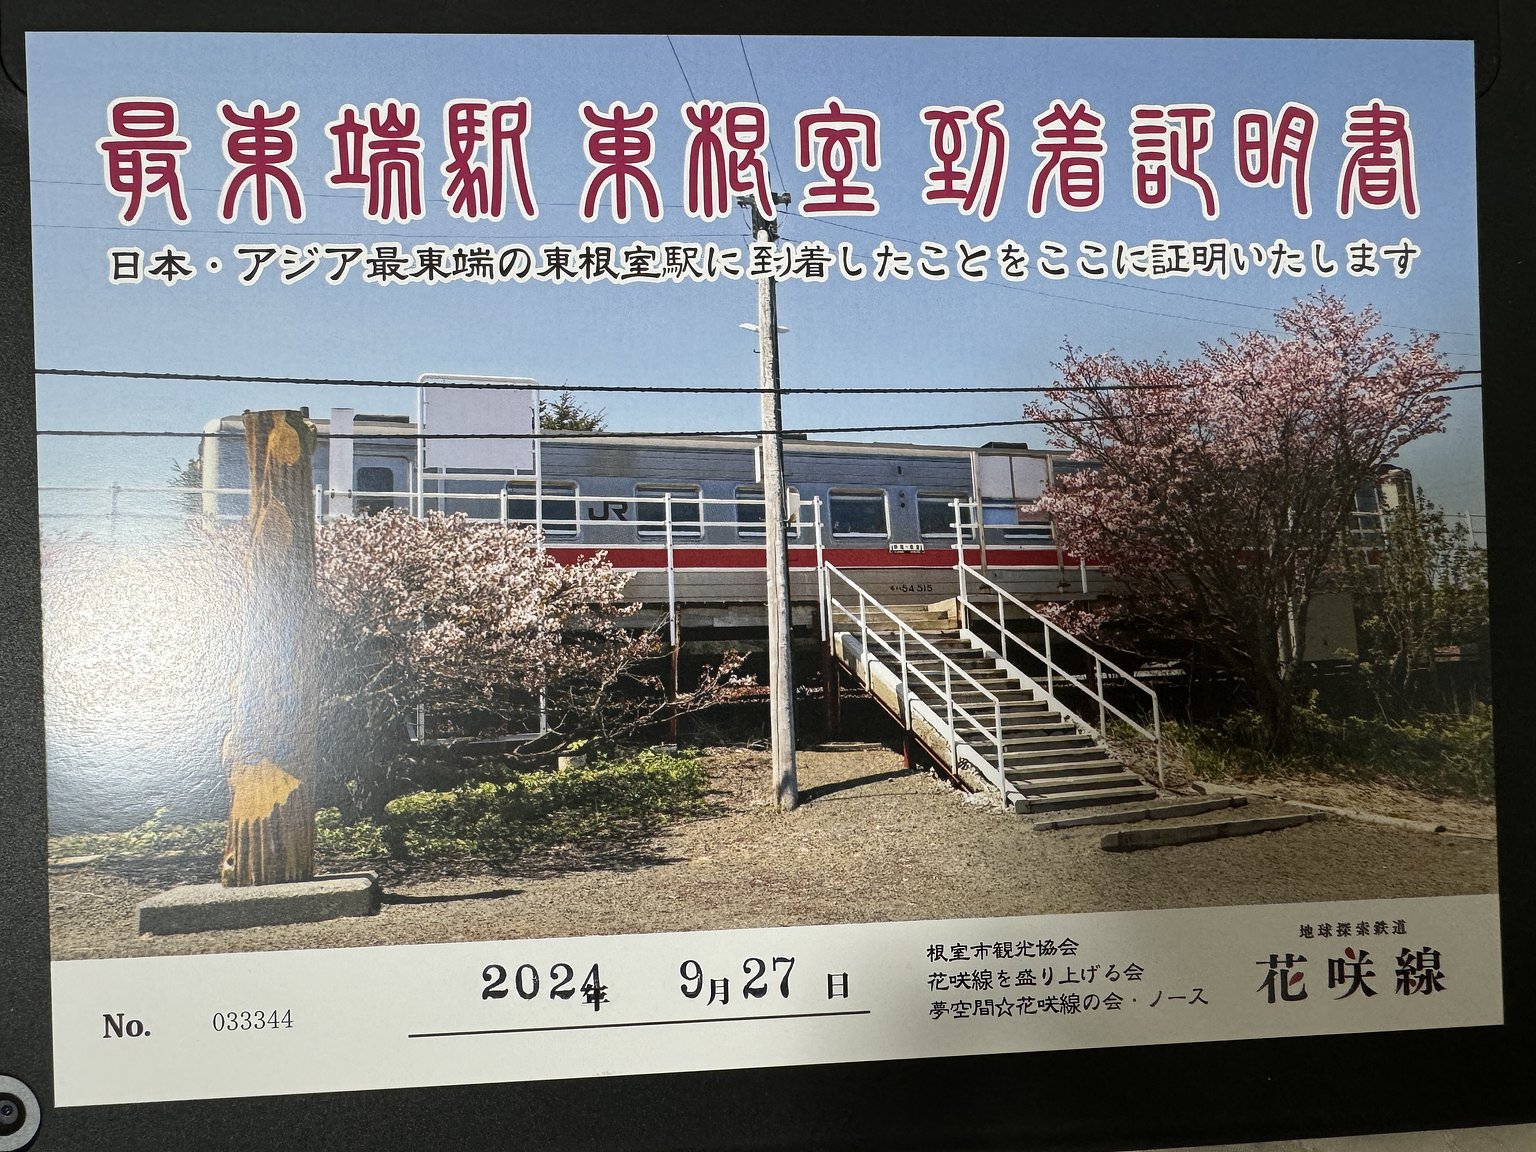 最東端駅 東根室 到着証明書
日本・アジア最東端の東根室駅に到着したことをここに証明いたします
JR
54 515
No. 033344
2024年 9月27日
根室市観光協会
花咲線を盛り上げる会
夢空間☆花咲線の会・ノース
地球探索鉄道
花咲線